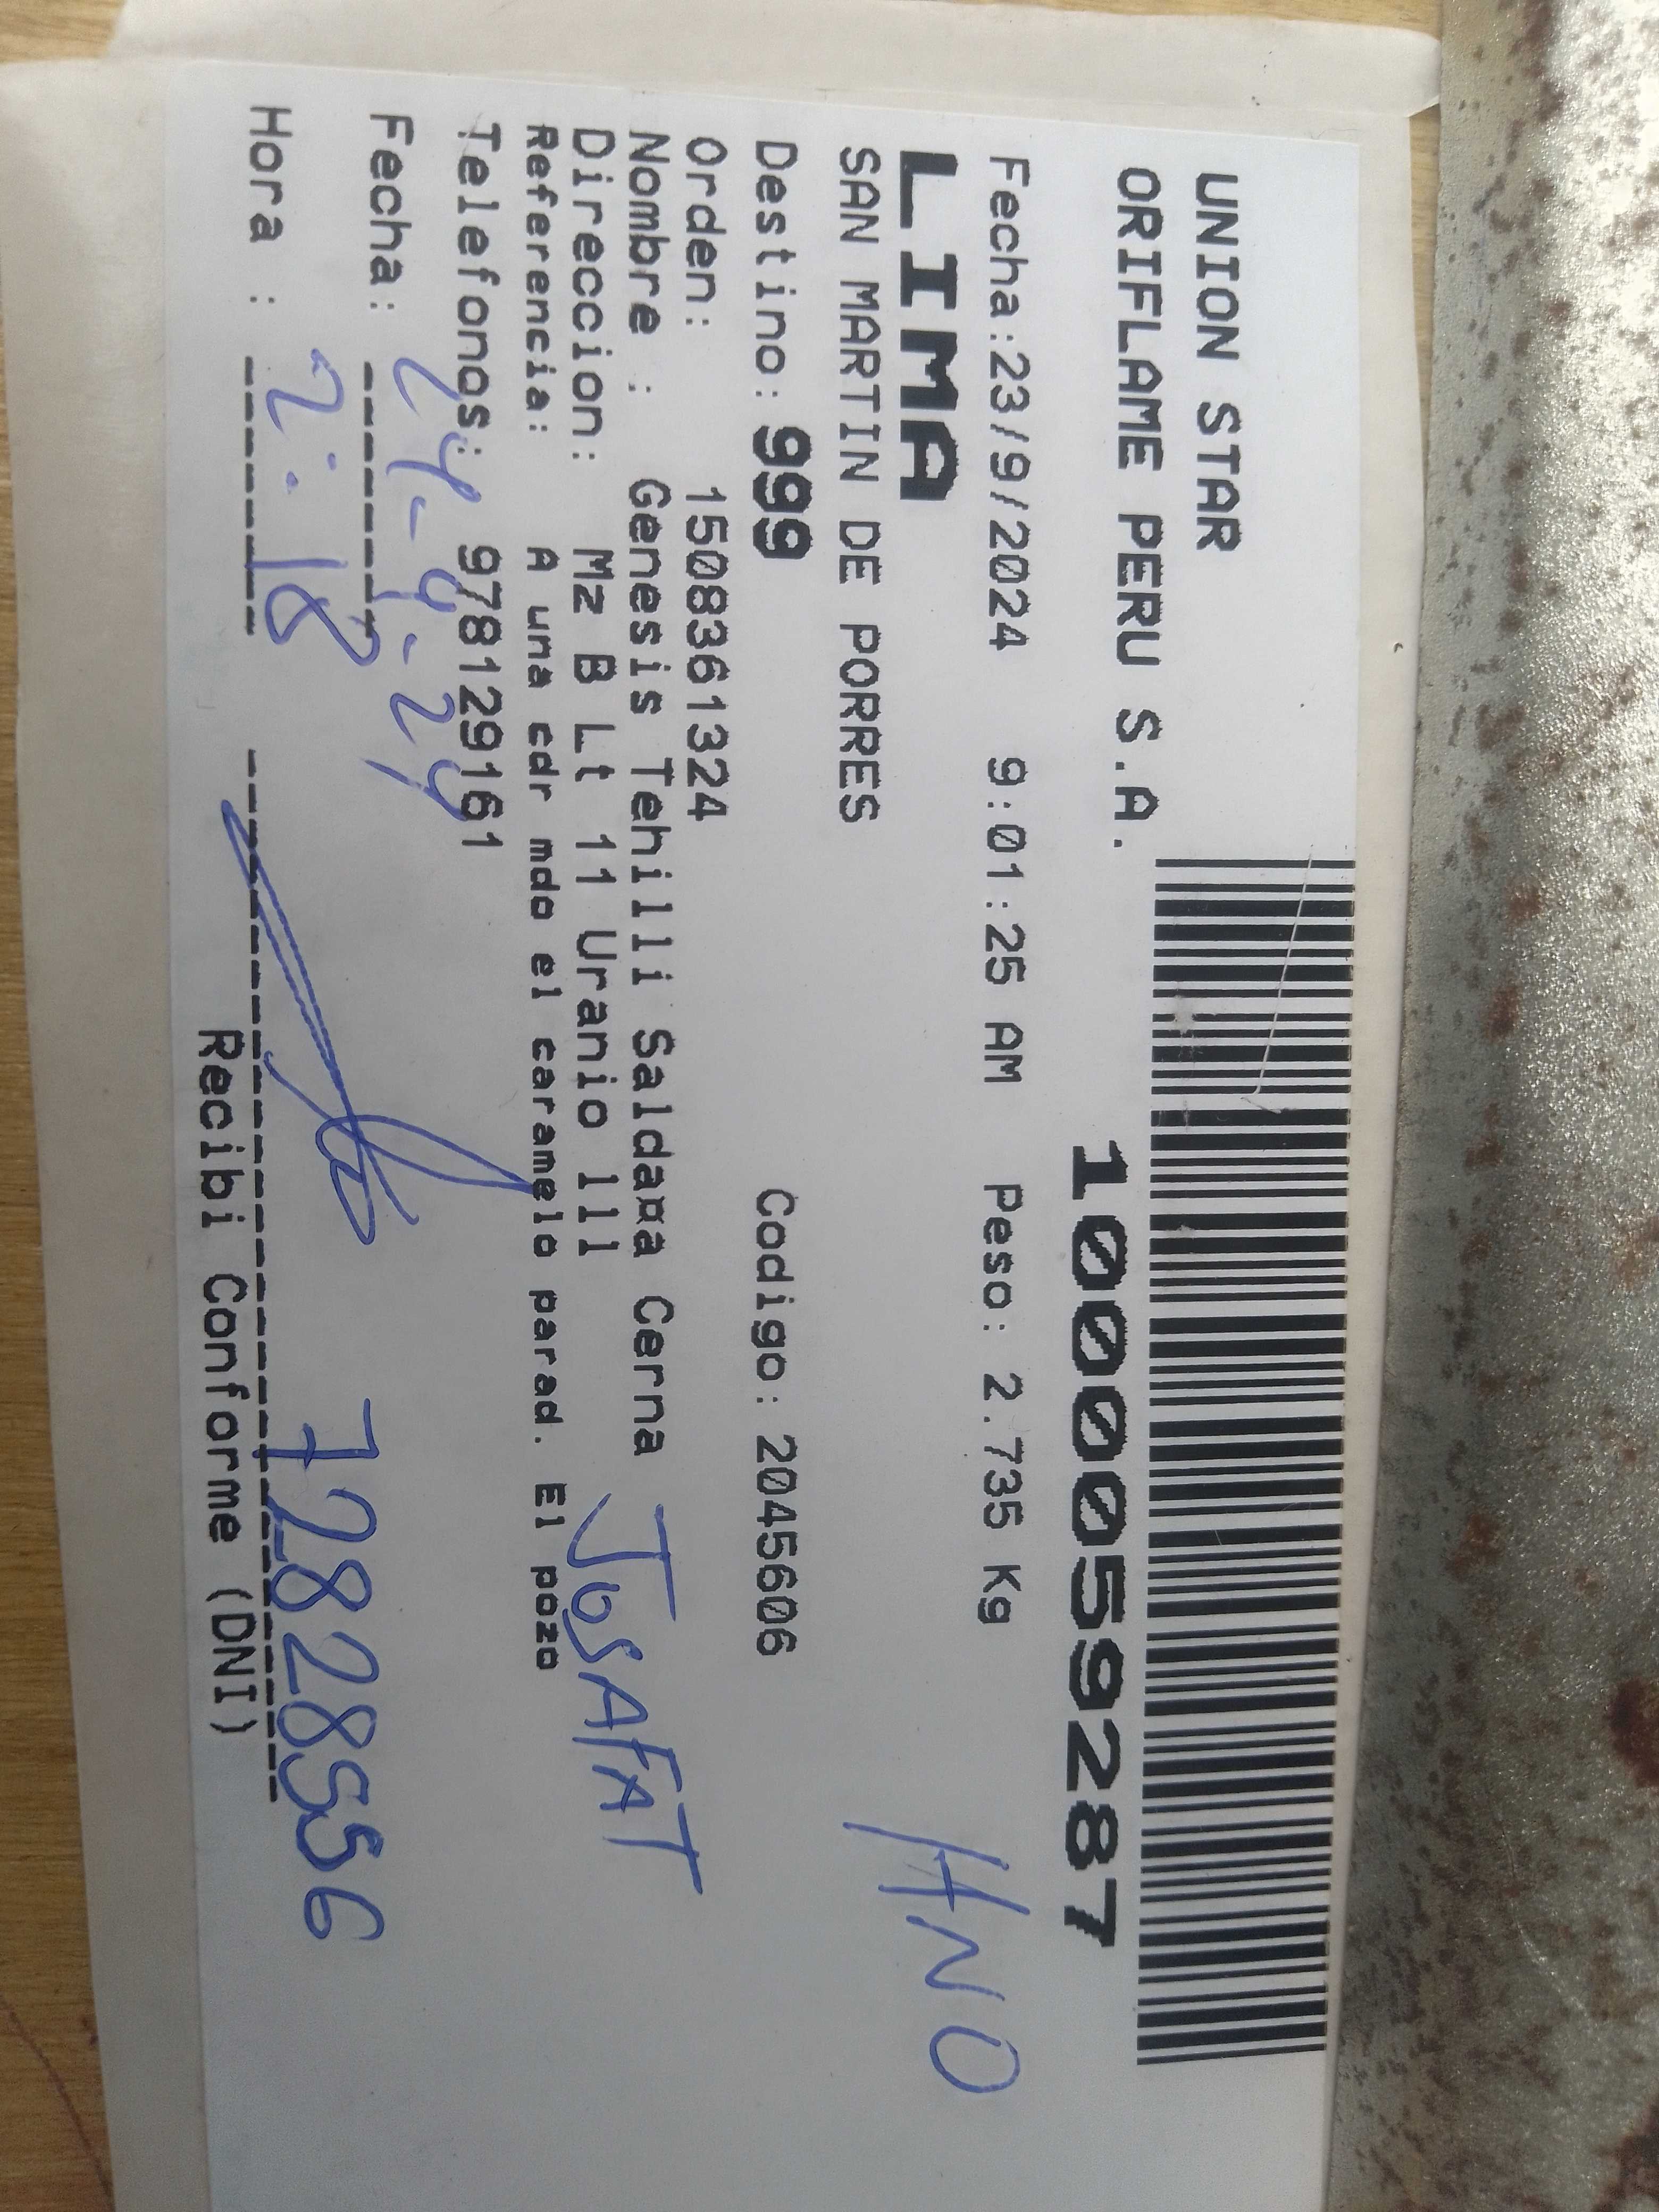 UNION STAR
ORIFLAME PERU S.A.
10000059287
Fecha:23/9/2024 9:01:25 AM Peso: 2.735 Kg
LIMA
HNO
SAN MARTIN DE PORRES
Destino: 999 Codigo: 2045606
Orden: 1508361324
Nombre : Genesis Tehilli Salda¤a Cerna
JOSAFAT
Direccion: Mz B Lt 11 Uranio lll
Referencia: A una cdr mdo el caramelo parad. El pozo
Telefonos: 978129161
Fecha: 24-9-24
Hora : 2:18
72828556
Recibi Conforme (DNI)